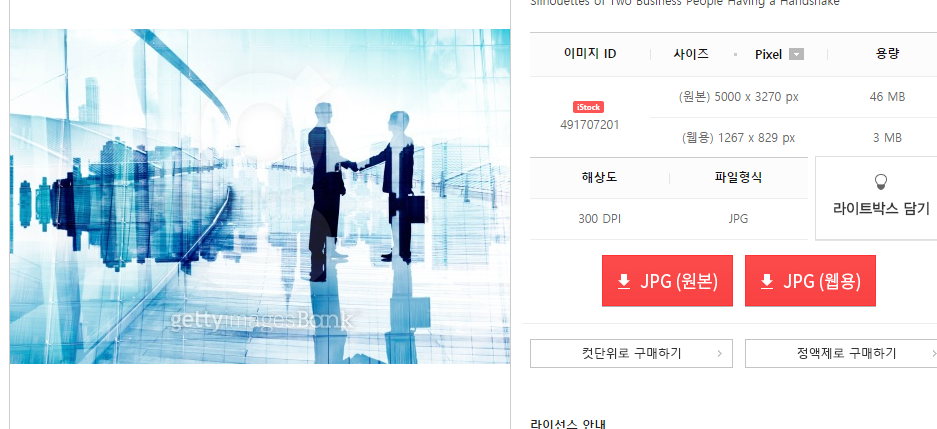 Silhouettes of Two Business People Having a Handshake
이미지 ID 사이즈 Pixel 용량
iStock
491707201
(원본) 5000 x 3270 px 46 MB
(웹용) 1267 x 829 px 3 MB
해상도 파일형식
300 DPI JPG
라이트박스 담기
JPG (원본) JPG (웹용)
컷단위로 구매하기 정액제로 구매하기
라이선스 안내
gettyimagesBank